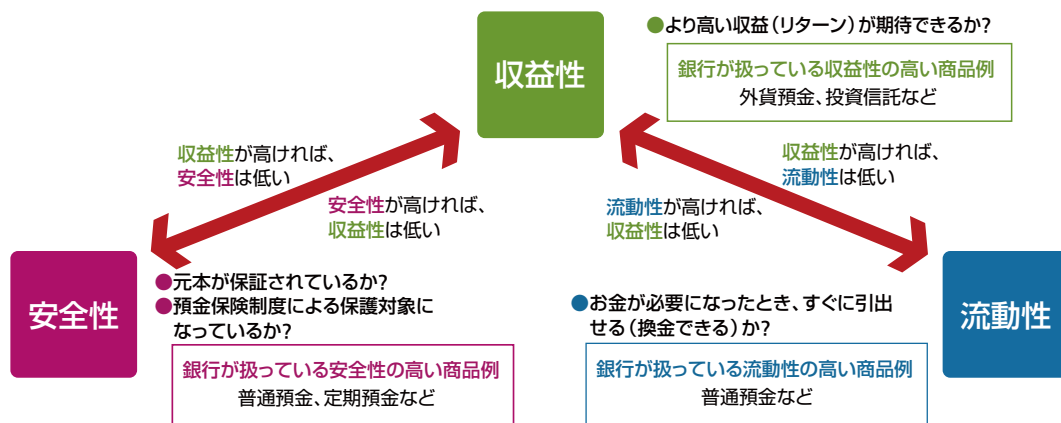 収益性
●より高い収益（リターン）が期待できるか？
銀行が扱っている収益性の高い商品例
外貨預金、投資信託など
収益性が高ければ、
安全性は低い
安全性が高ければ、
収益性は低い
収益性が高ければ、
流動性は低い
流動性が高ければ、
収益性は低い
安全性
●元本が保証されているか？
●預金保険制度による保護対象に
なっているか？
銀行が扱っている安全性の高い商品例
普通預金、定期預金など
●お金が必要になったとき、すぐに引出
せる（換金できる）か？
銀行が扱っている流動性の高い商品例
普通預金など
流動性